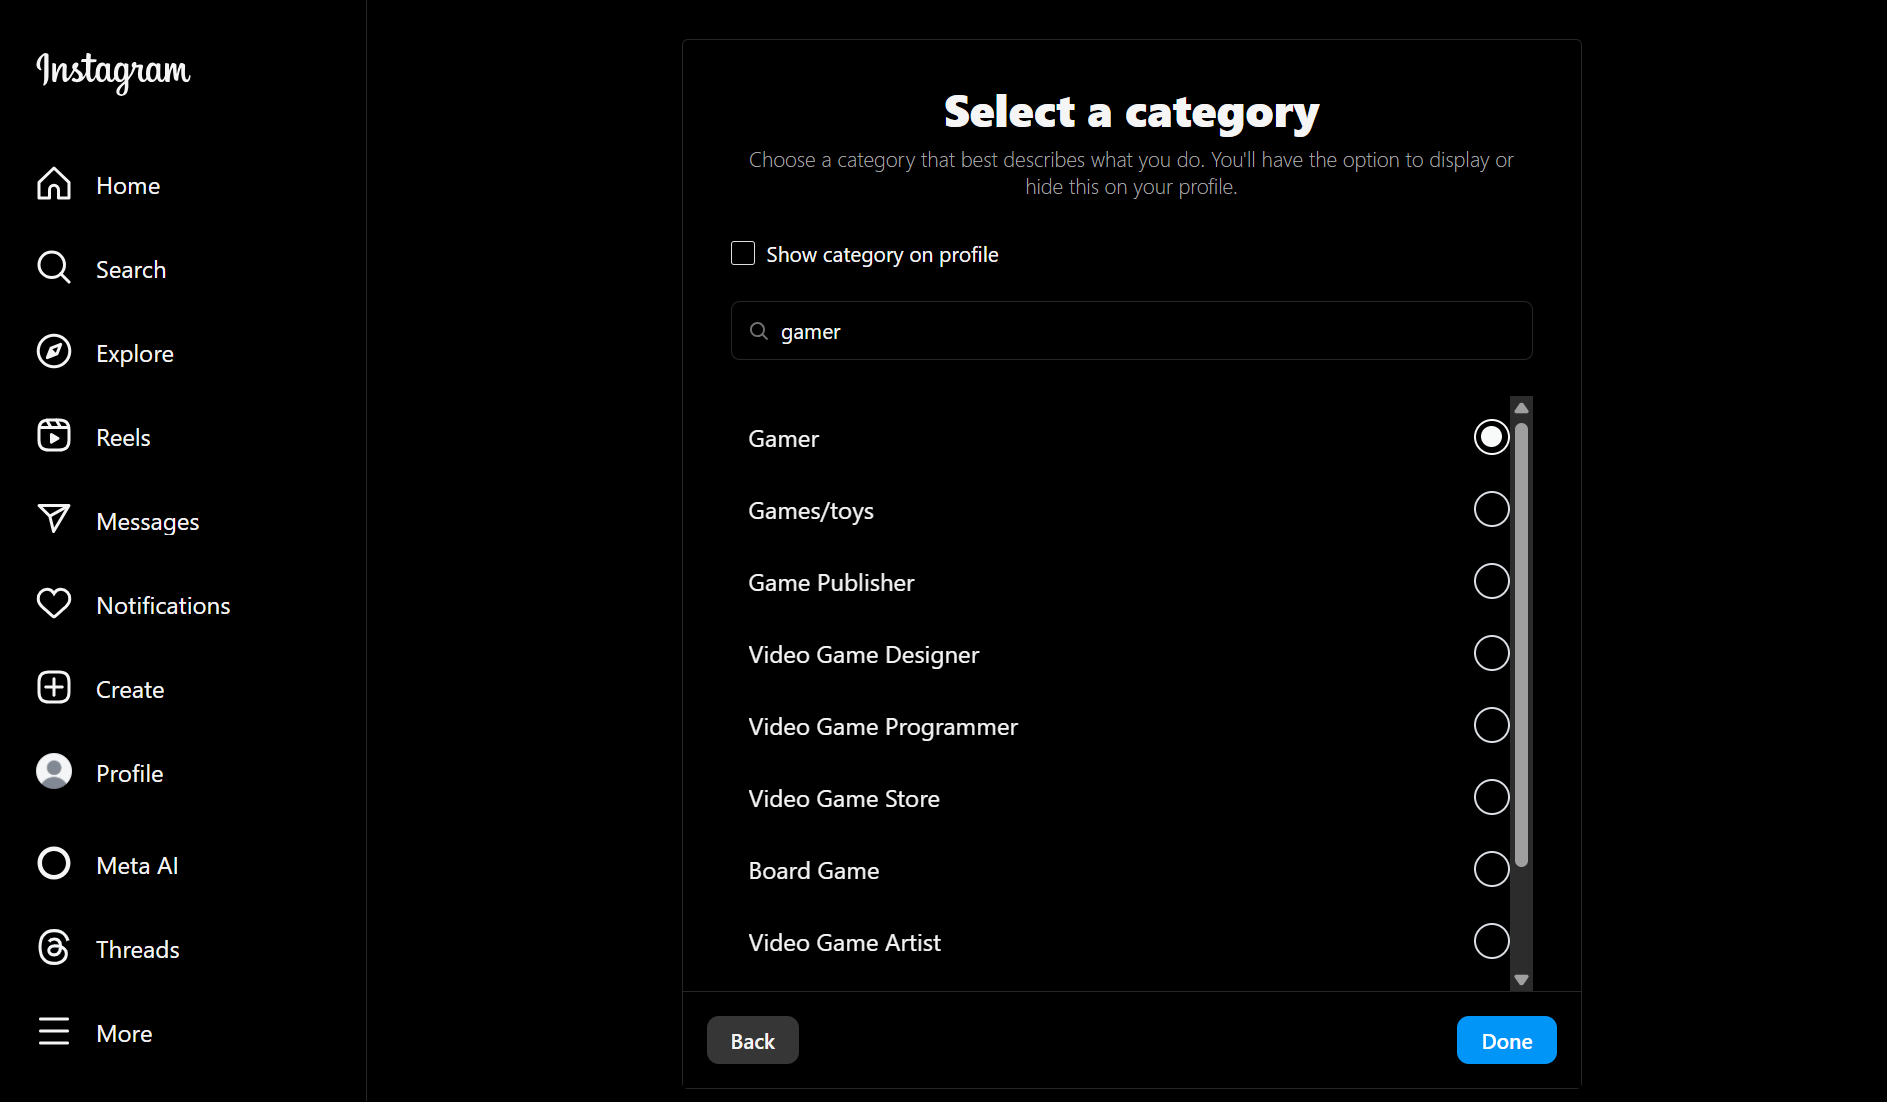 Instagram
Home
Search
Explore
Reels
Messages
Notifications
Create
Profile
Meta AI
Threads
More
Select a category
Choose a category that best describes what you do. You'll have the option to display or
hide this on your profile.
Show category on profile
gamer
Gamer
Games/toys
Game Publisher
Video Game Designer
Video Game Programmer
Video Game Store
Board Game
Video Game Artist
Back
Done